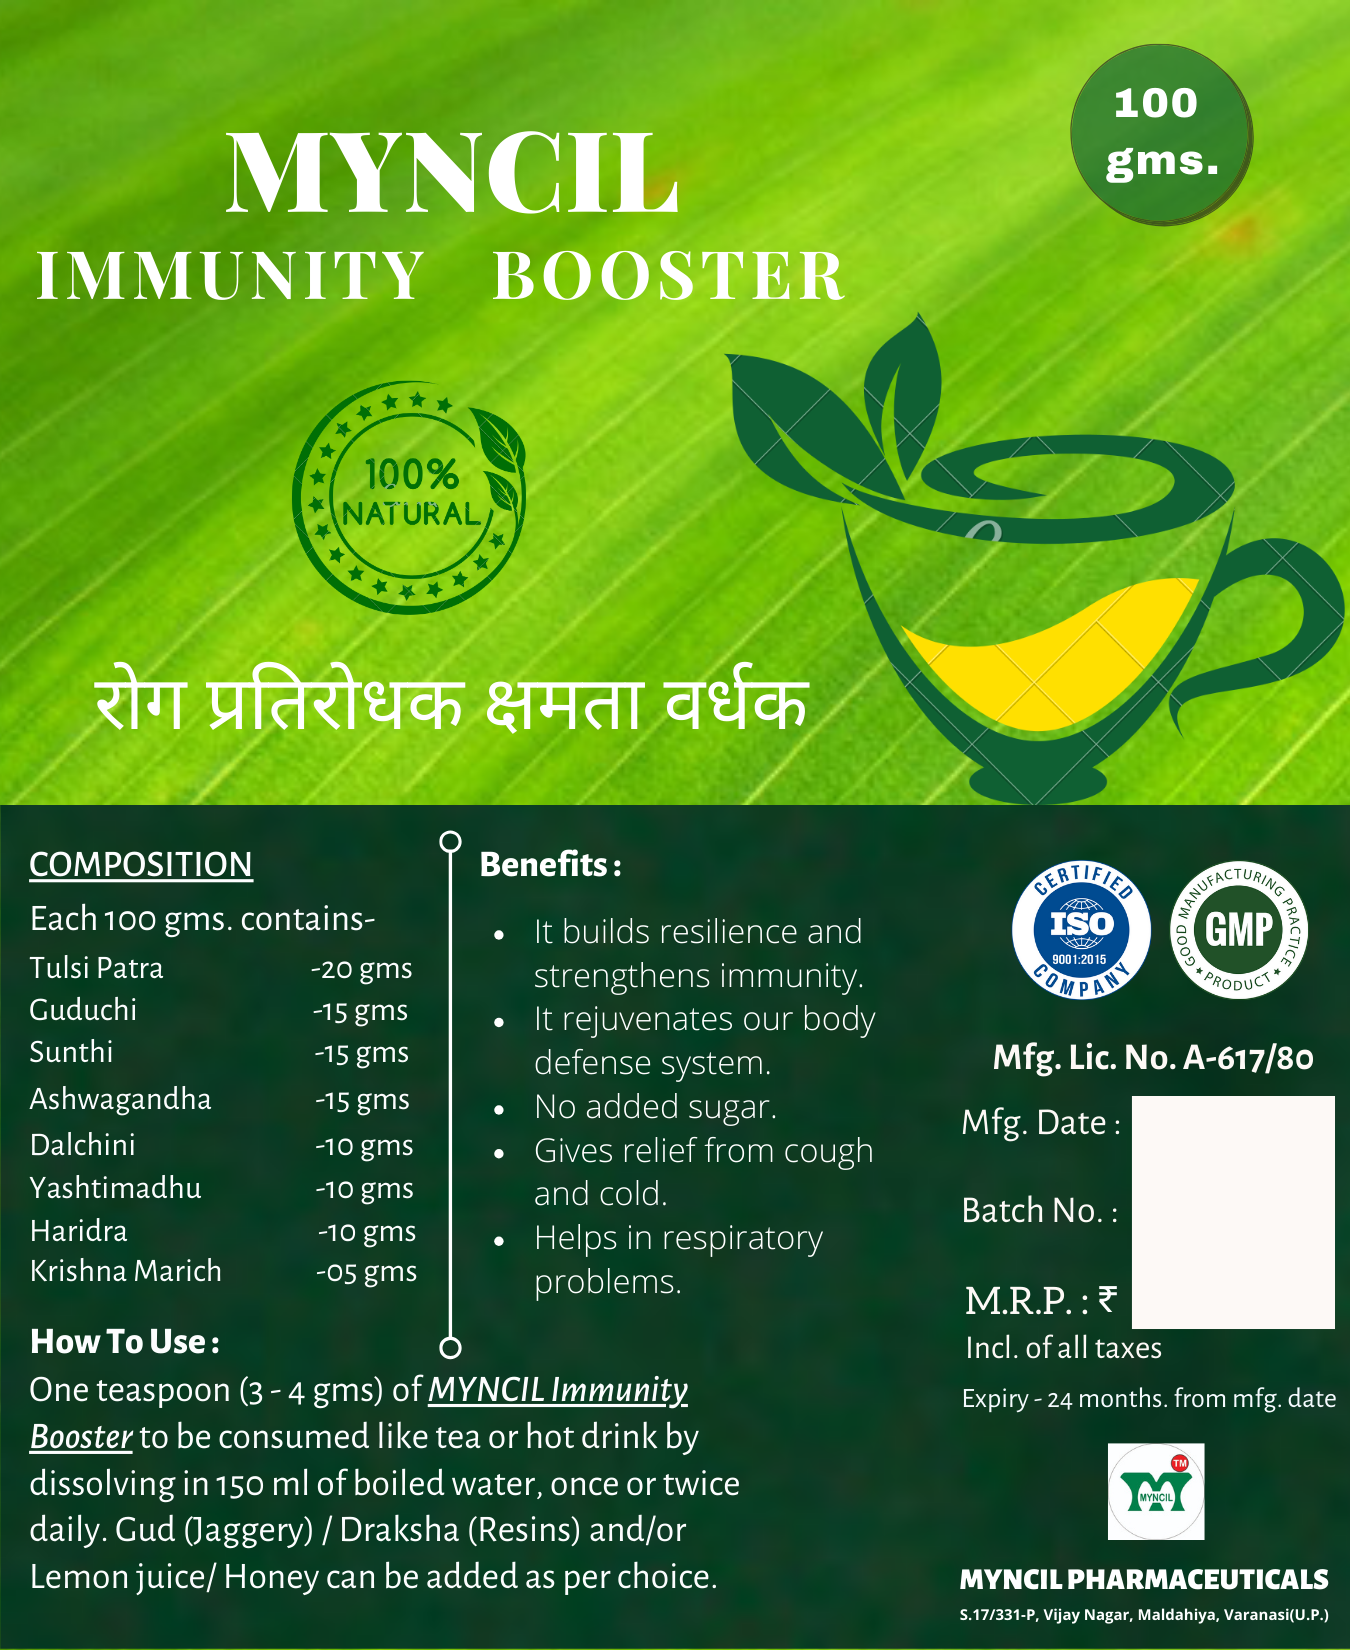 100
gms.
MYNCIL
IMMUNITY BOOSTER
100%
NATURAL
रोग प्रतिरोधक क्षमता वर्धक
COMPOSITION
Each 100 gms. contains-
Tulsi Patra -20 gms
Guduchi -15 gms
Sunthi -15 gms
Ashwagandha -15 gms
Dalchini -10 gms
Yashtimadhu -10 gms
Haridra -10 gms
Krishna Marich -05 gms
Benefits :
• It builds resilience and
strengthens immunity.
• It rejuvenates our body
defense system.
• No added sugar.
• Gives relief from cough
and cold.
• Helps in respiratory
problems.
How To Use :
One teaspoon (3 - 4 gms) of MYNCIL Immunity
Booster to be consumed like tea or hot drink by
dissolving in 150 ml of boiled water, once or twice
daily. Gud (Jaggery) / Draksha (Resins) and/or
Lemon juice/ Honey can be added as per choice.
CERTIFIED
ISO
9001:2015
COMPANY
GOOD MANUFACTURING PRACTICE
GMP
PRODUCT
Mfg. Lic. No. A-617/80
Mfg. Date :
Batch No. :
M.R.P. : ₹
Incl. of all taxes
Expiry - 24 months. from mfg. date
TM
MYNCIL
MYNCIL PHARMACEUTICALS
S.17/331-P, Vijay Nagar, Maldahiya, Varanasi(U.P.)